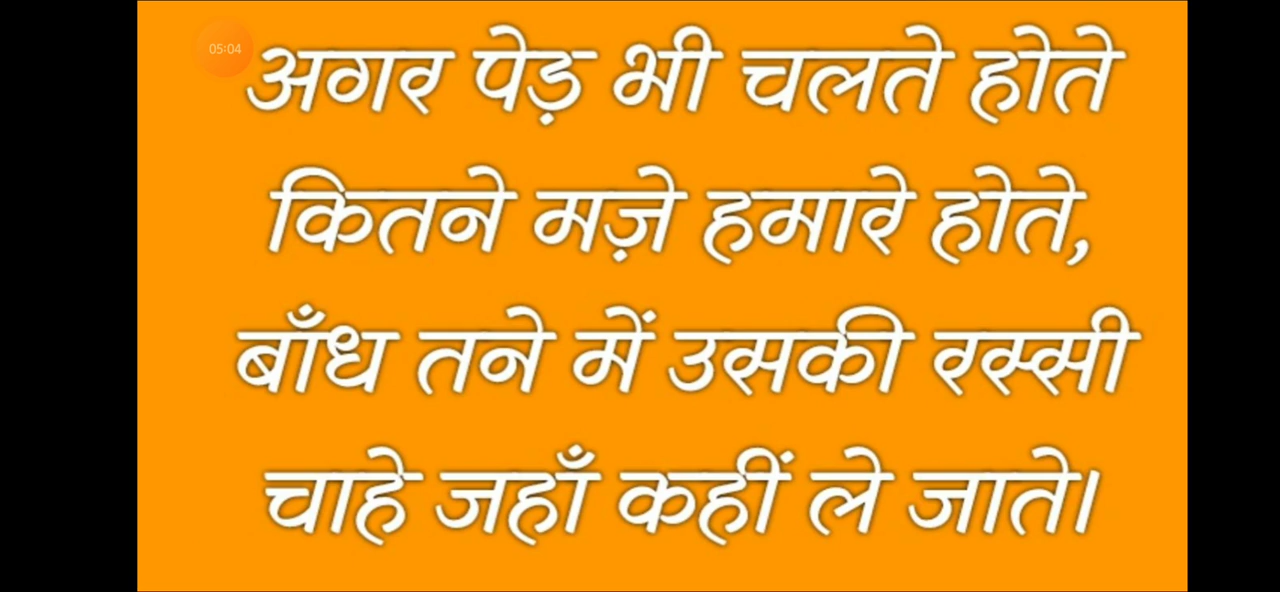 05:04
अगर पेड़ भी चलते होते
कितने मज़े हमारे होते,
बाँध तने में उसकी रस्सी
चाहे जहाँ कहीं ले जाते।